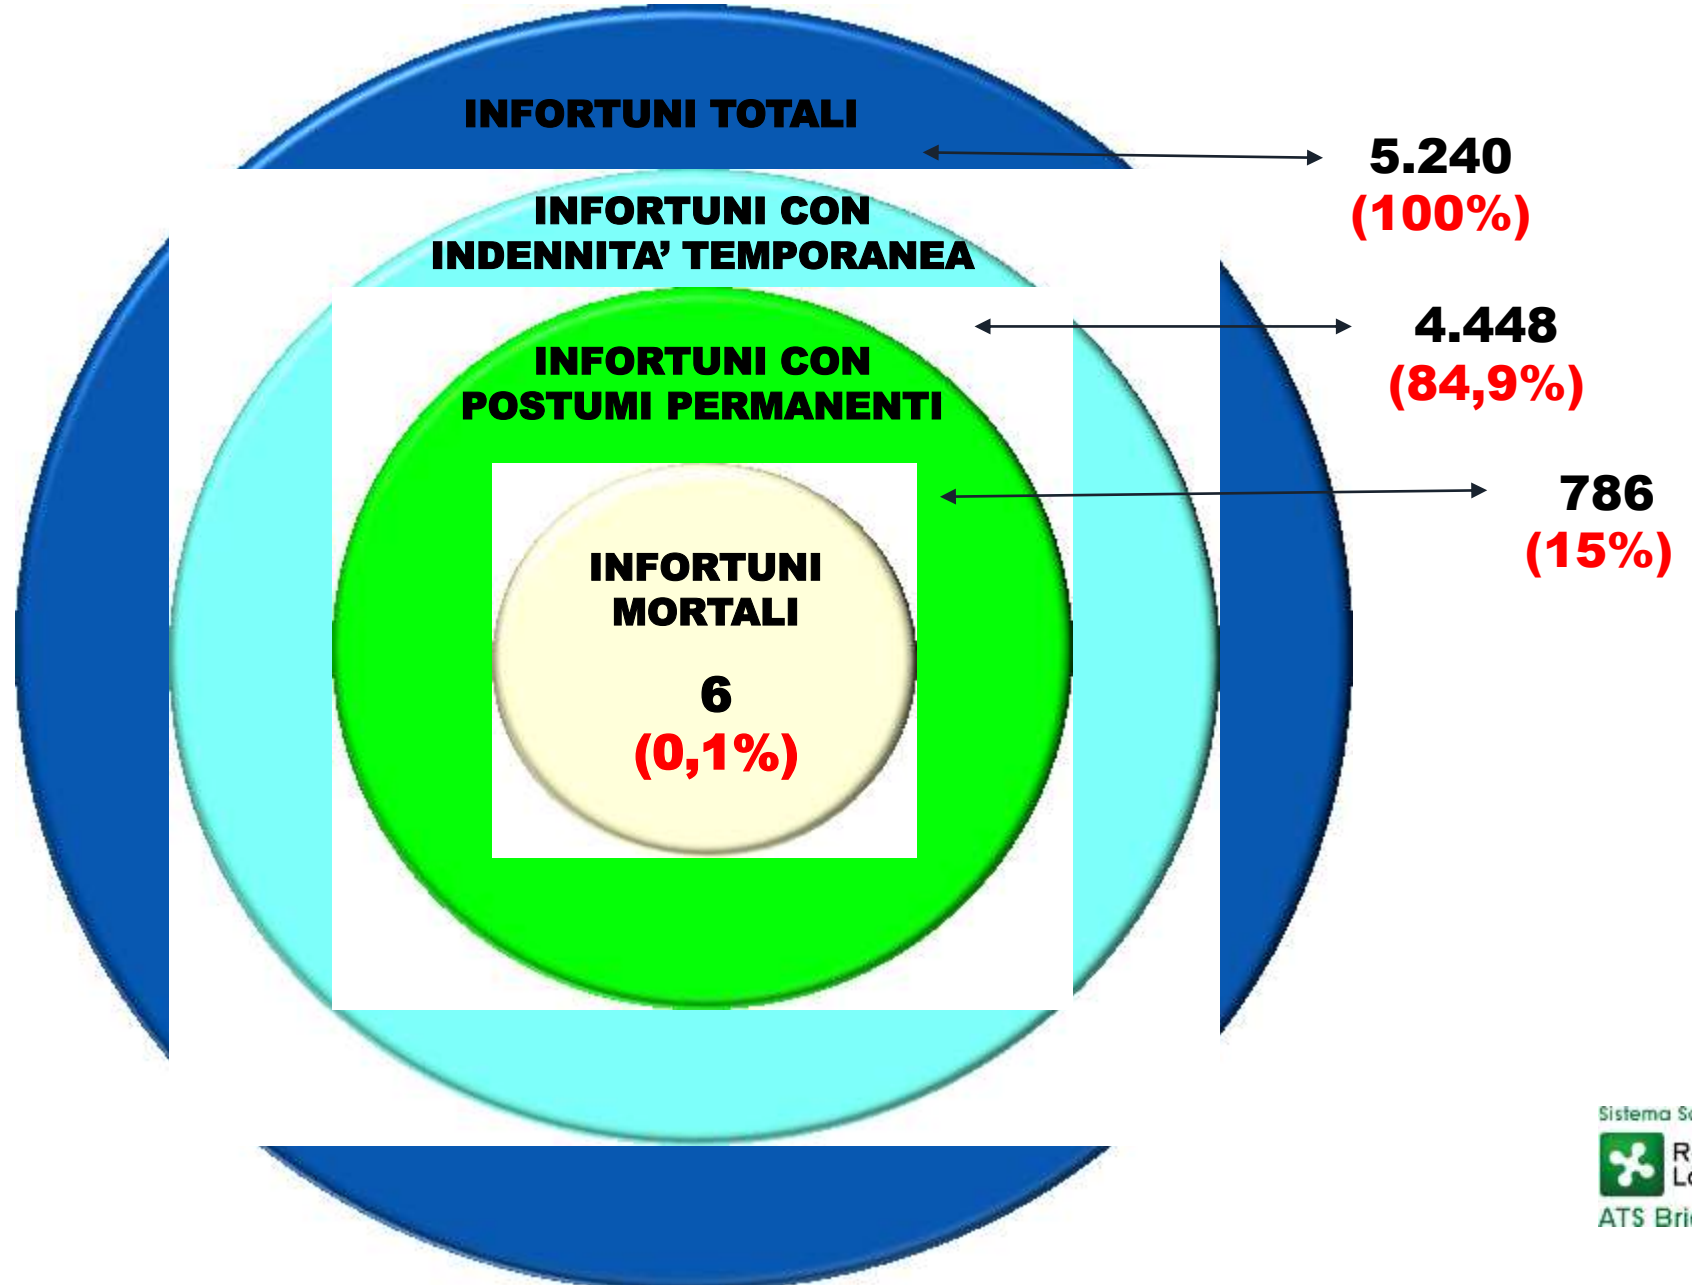 INFORTUNI TOTALI
5.240
(100%)
INFORTUNI CON
INDENNITA’ TEMPORANEA
4.448
(84,9%)
INFORTUNI CON
POSTUMI PERMANENTI
786
(15%)
INFORTUNI
MORTALI
6
(0,1%)
Sistema
ATS